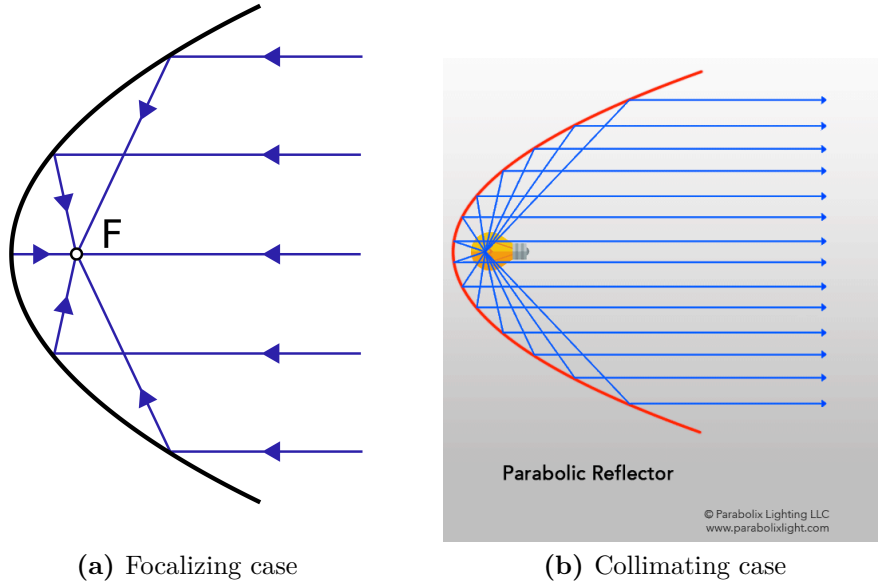 F
Parabolic Reflector
© Parabolix Lighting LLC
www.parabolixlight.com
(a) Focalizing case
(b) Collimating case